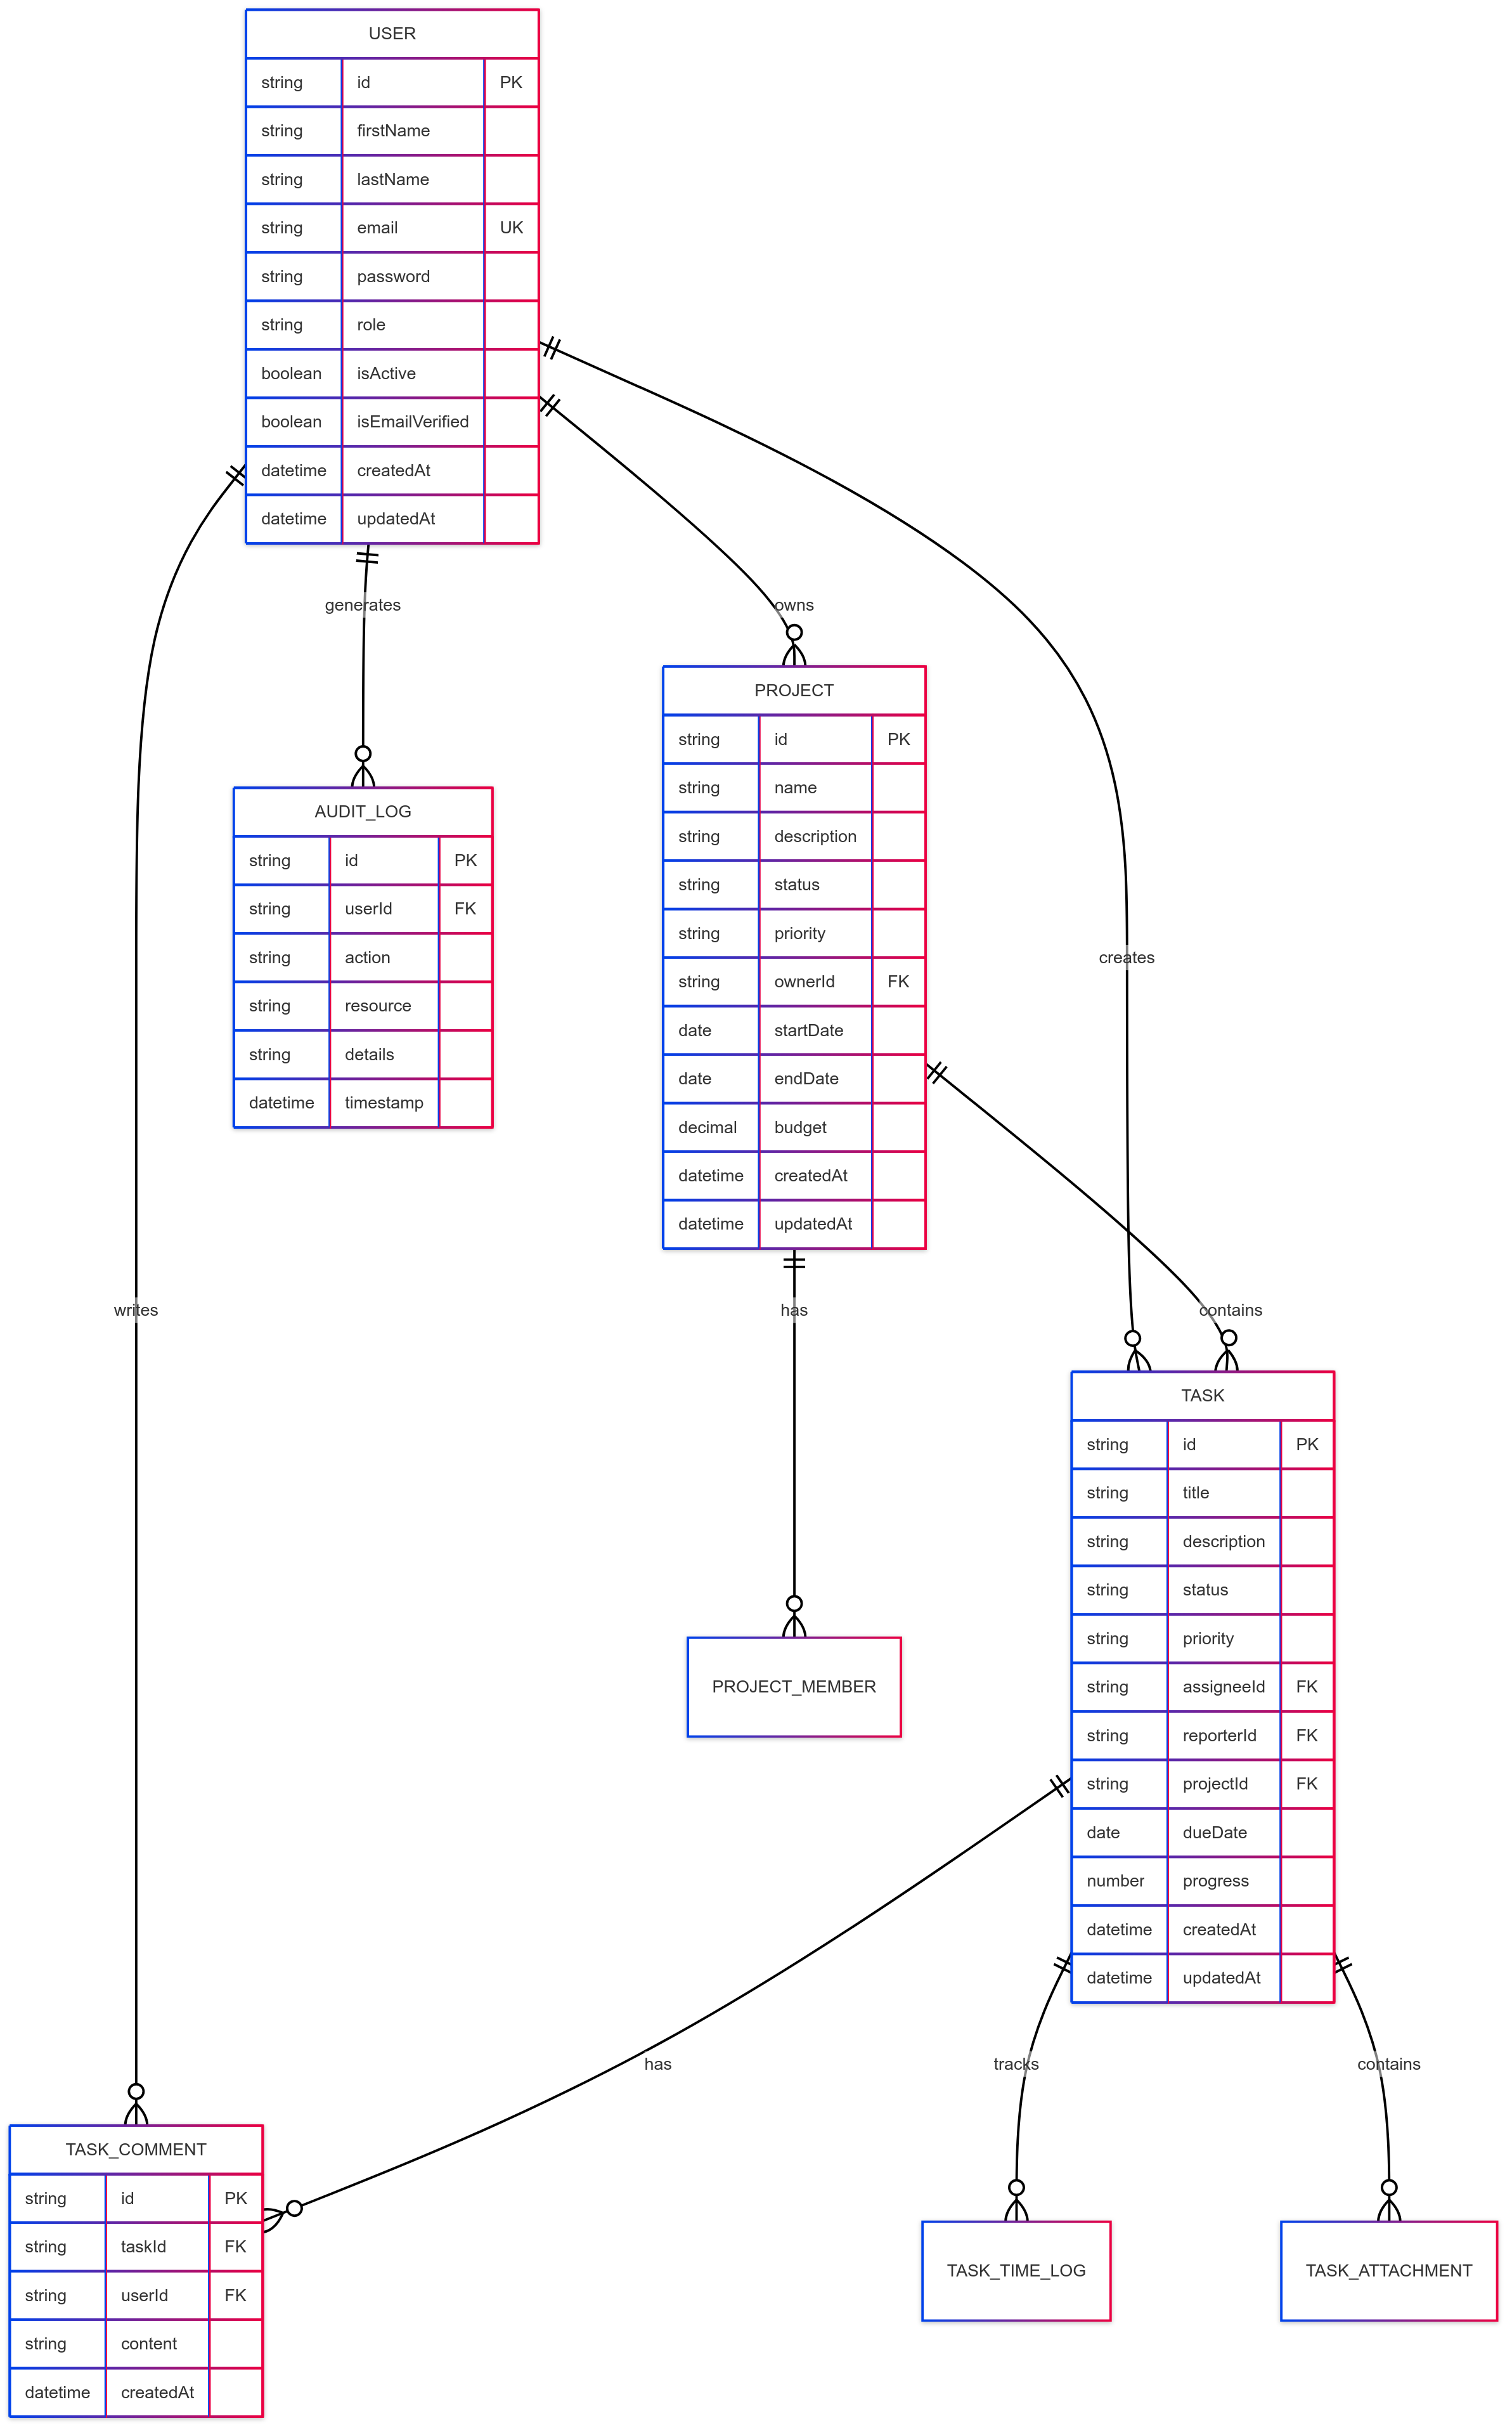 USER
string id PK
string firstName
string lastName
string email UK
string password
string role
boolean isActive
boolean isEmailVerified
datetime createdAt
datetime updatedAt
generates
owns
PROJECT
string id PK
string name
string description
string status
string priority
string ownerId FK
date startDate
date endDate
decimal budget
datetime createdAt
datetime updatedAt
AUDIT_LOG
string id PK
string userId FK
string action
string resource
string details
datetime timestamp
creates
writes
has
contains
TASK
string id PK
string title
string description
string status
string priority
string assigneeId FK
string reporterId FK
string projectId FK
date dueDate
number progress
datetime createdAt
datetime updatedAt
PROJECT_MEMBER
has
tracks
contains
TASK_COMMENT
string id PK
string taskId FK
string userId FK
string content
datetime createdAt
TASK_TIME_LOG
TASK_ATTACHMENT